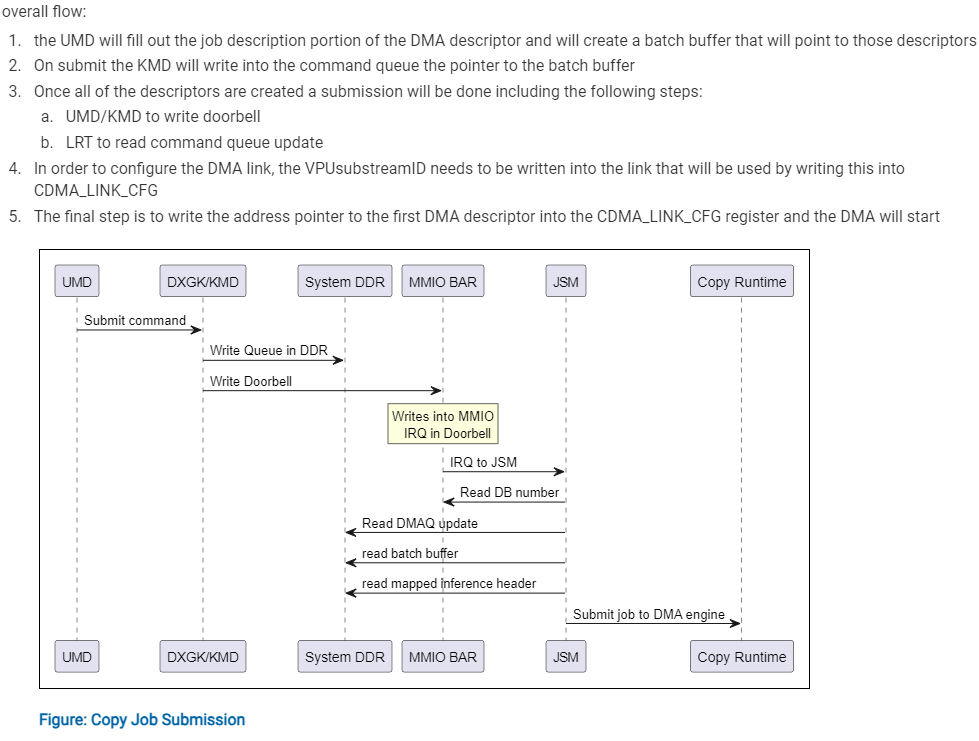 overall flow:
1. the UMD will fill out the job description portion of the DMA descriptor and will create a batch buffer that will point to those descriptors
2. On submit the KMD will write into the command queue the pointer to the batch buffer
3. Once all of the descriptors are created a submission will be done including the following steps:
a. UMD/KMD to write doorbell
b. LRT to read command queue update
4. In order to configure the DMA link, the VPUsubstreamID needs to be written into the link that will be used by writing this into
CDMA_LINK_CFG
5. The final step is to write the address pointer to the first DMA descriptor into the CDMA_LINK_CFG register and the DMA will start
UMD DXGK/KMD System DDR MMIO BAR JSM Copy Runtime
Submit command
Write Queue in DDR
Write Doorbell
Writes into MMIO
IRQ in Doorbell
IRQ to JSM
Read DB number
Read DMAQ update
read batch buffer
read mapped inference header
Submit job to DMA engine
UMD DXGK/KMD System DDR MMIO BAR JSM Copy Runtime
Figure: Copy Job Submission